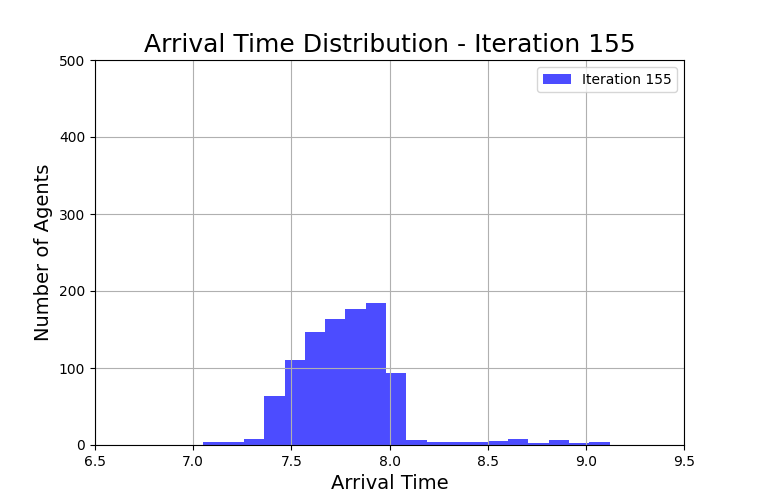 Arrival Time Distribution - Iteration 155
Iteration 155
Number of Agents
500
400
300
200
100
0
6.5 7.0 7.5 8.0 8.5 9.0 9.5
Arrival Time